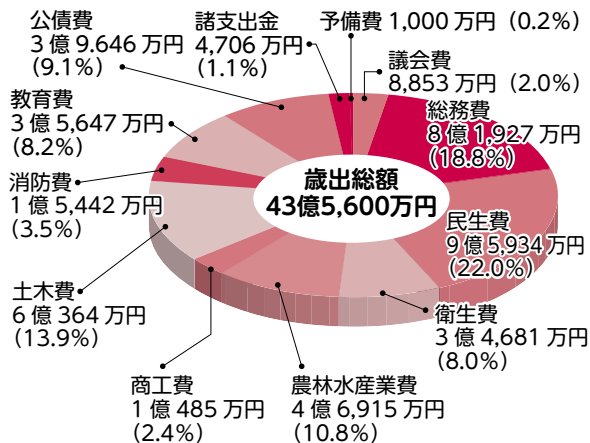 公債費
3 億 9.646 万円
(9.1%)
諸支出金
4,706 万円
(1.1%)
予備費 1,000 万円（0.2%）
議会費
8,853 万円（2.0%）
総務費
8 億 1,927 万円
(18.8%)
教育費
3 億 5,647 万円
(8.2%)
消防費
1 億 5,442 万円
(3.5%)
歳出総額
43億5,600万円
民生費
9 億 5,934 万円
(22.0%)
土木費
6 億 364 万円
(13.9%)
衛生費
3 億 4,681 万円
(8.0%)
商工費
1 億 485 万円
(2.4%)
農林水産業費
4 億 6,915 万円
(10.8%)